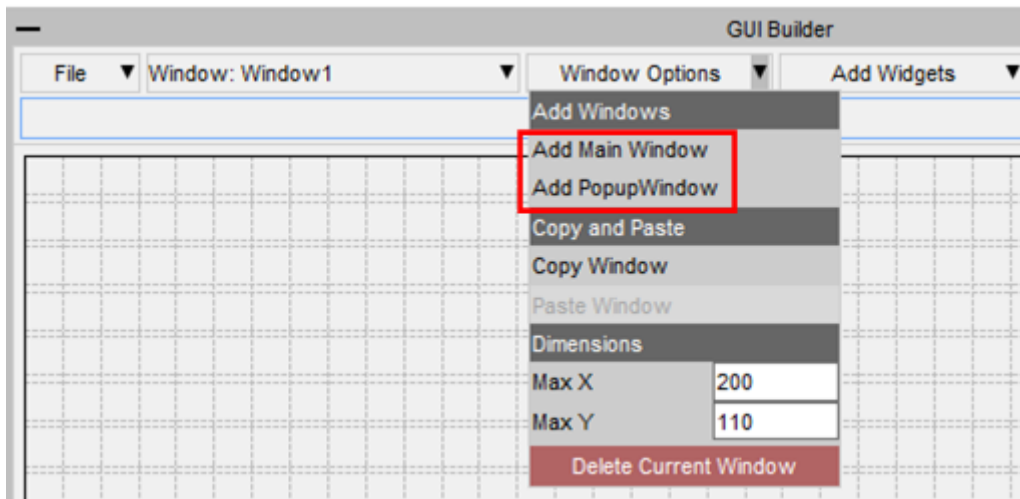 GUI Builder
File ▼ Window: Window1 ▼ Window Options ▼ Add Widgets ▼
Add Windows
Add Main Window
Add PopupWindow
Copy and Paste
Copy Window
Paste Window
Dimensions
Max X 200
Max Y 110
Delete Current Window